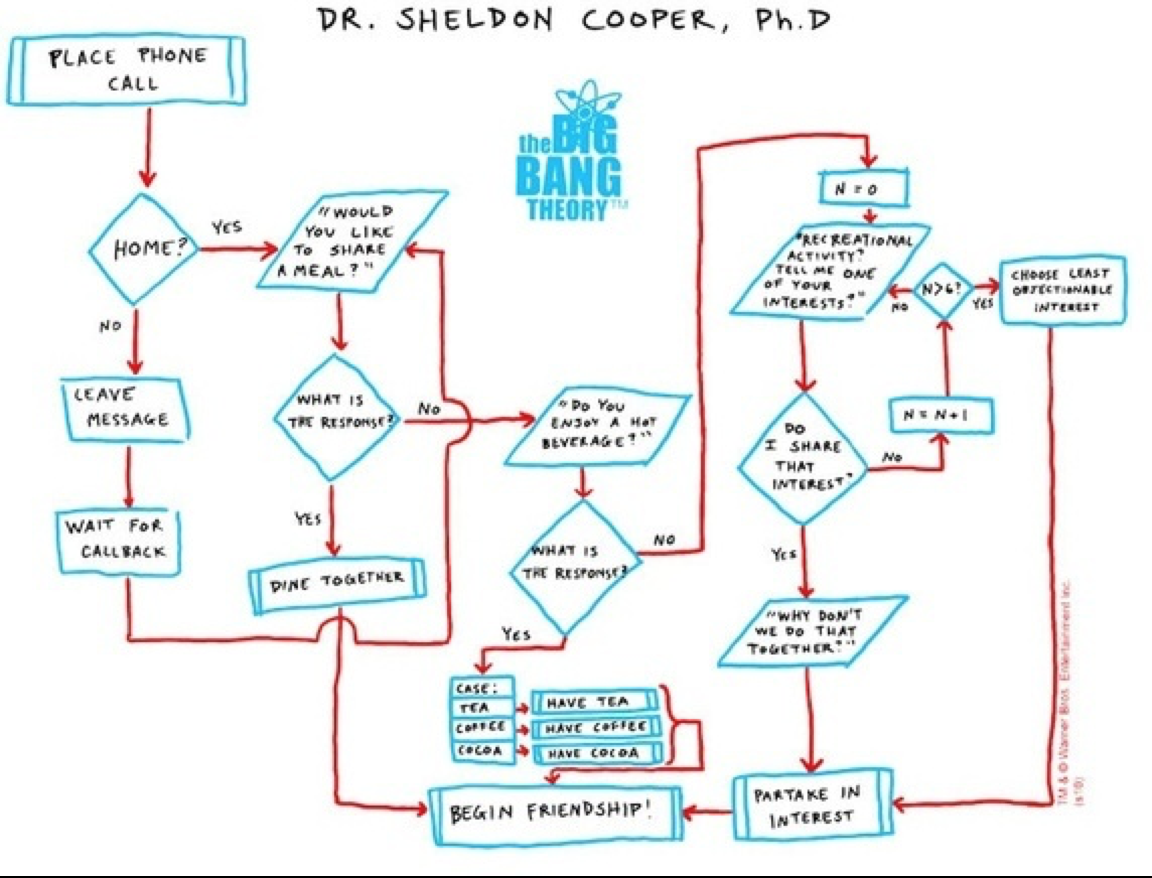 DR. SHELDON COOPER, Ph.D
PLACE PHONE
CALL
the BIG
BANG
THEORY™
HOME?
YES
NO
LEAVE
MESSAGE
WAIT FOR
CALLBACK
"WOULD
YOU LIKE
TO SHARE
A MEAL?"
WHAT IS
THE RESPONSE?
NO
YES
DINE TOGETHER
"DO YOU
ENJOY A HOT
BEVERAGE?"
WHAT IS
THE RESPONSE?
NO
YES
CASE:
TEA
COFFEE
COCOA
HAVE TEA
HAVE COFFEE
HAVE COCOA
N = 0
"RECREATIONAL
ACTIVITY?
TELL ME ONE
OF YOUR
INTERESTS?"
N>6?
NO
YES
CHOOSE LEAST
OBJECTIONABLE
INTEREST
N = N+1
DO
I SHARE
THAT
INTEREST?
NO
YES
"WHY DON'T
WE DO THAT
TOGETHER?"
PARTAKE IN
INTEREST
BEGIN FRIENDSHIP!
TM & © Warner Bros. Entertainment Inc.
(s10)